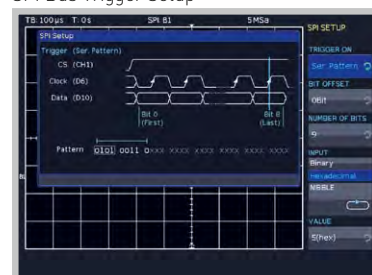 SPI Bus Trigger Setup
TB: 100µs T: 0s SPI B1 5MSa
SPI Setup
Trigger (Ser. Pattern)
CS (CH1)
Clock (D6)
Data (D10)
Bit 0 Bit 8
(First) (Last)
Pattern 0101 0011 0xxx xxxx xxxx xxxx xxxx xxxx
SPI SETUP
TRIGGER ON
Ser. Pattern
BIT OFFSET
0Bit
NUMBER OF BITS
9
INPUT
Binary
Hexadecimal
NIBBLE
VALUE
5(hex)